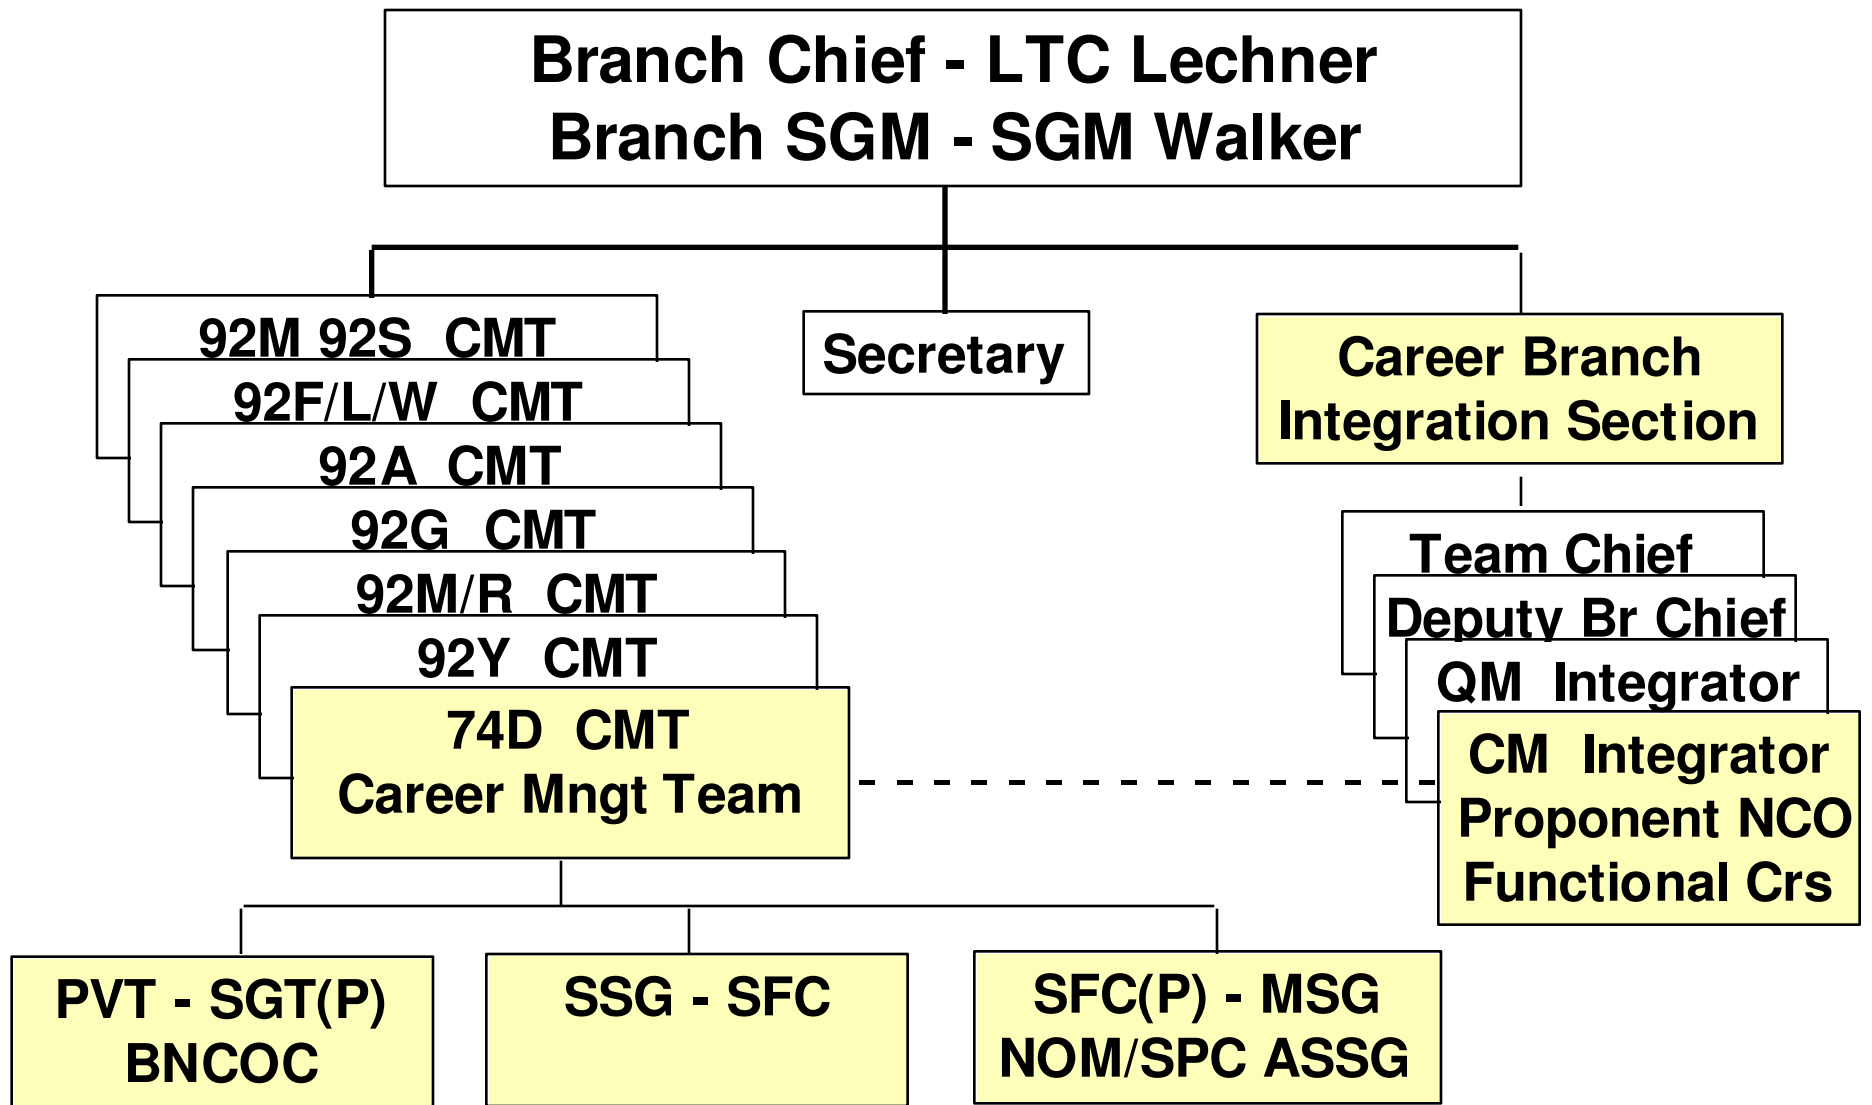 Branch Chief - LTC Lechner
Branch SGM - SGM Walker
92M 92S CMT
92F/L/W CMT
92A CMT
92G CMT
92M/R CMT
92Y CMT
74D CMT
Career Mngt Team
Secretary
Career Branch
Integration Section
Team Chief
Deputy Br Chief
QM Integrator
CM Integrator
Proponent NCO
Functional Crs
PVT - SGT(P)
BNCOC
SSG - SFC
SFC(P) - MSG
NOM/SPC ASSG